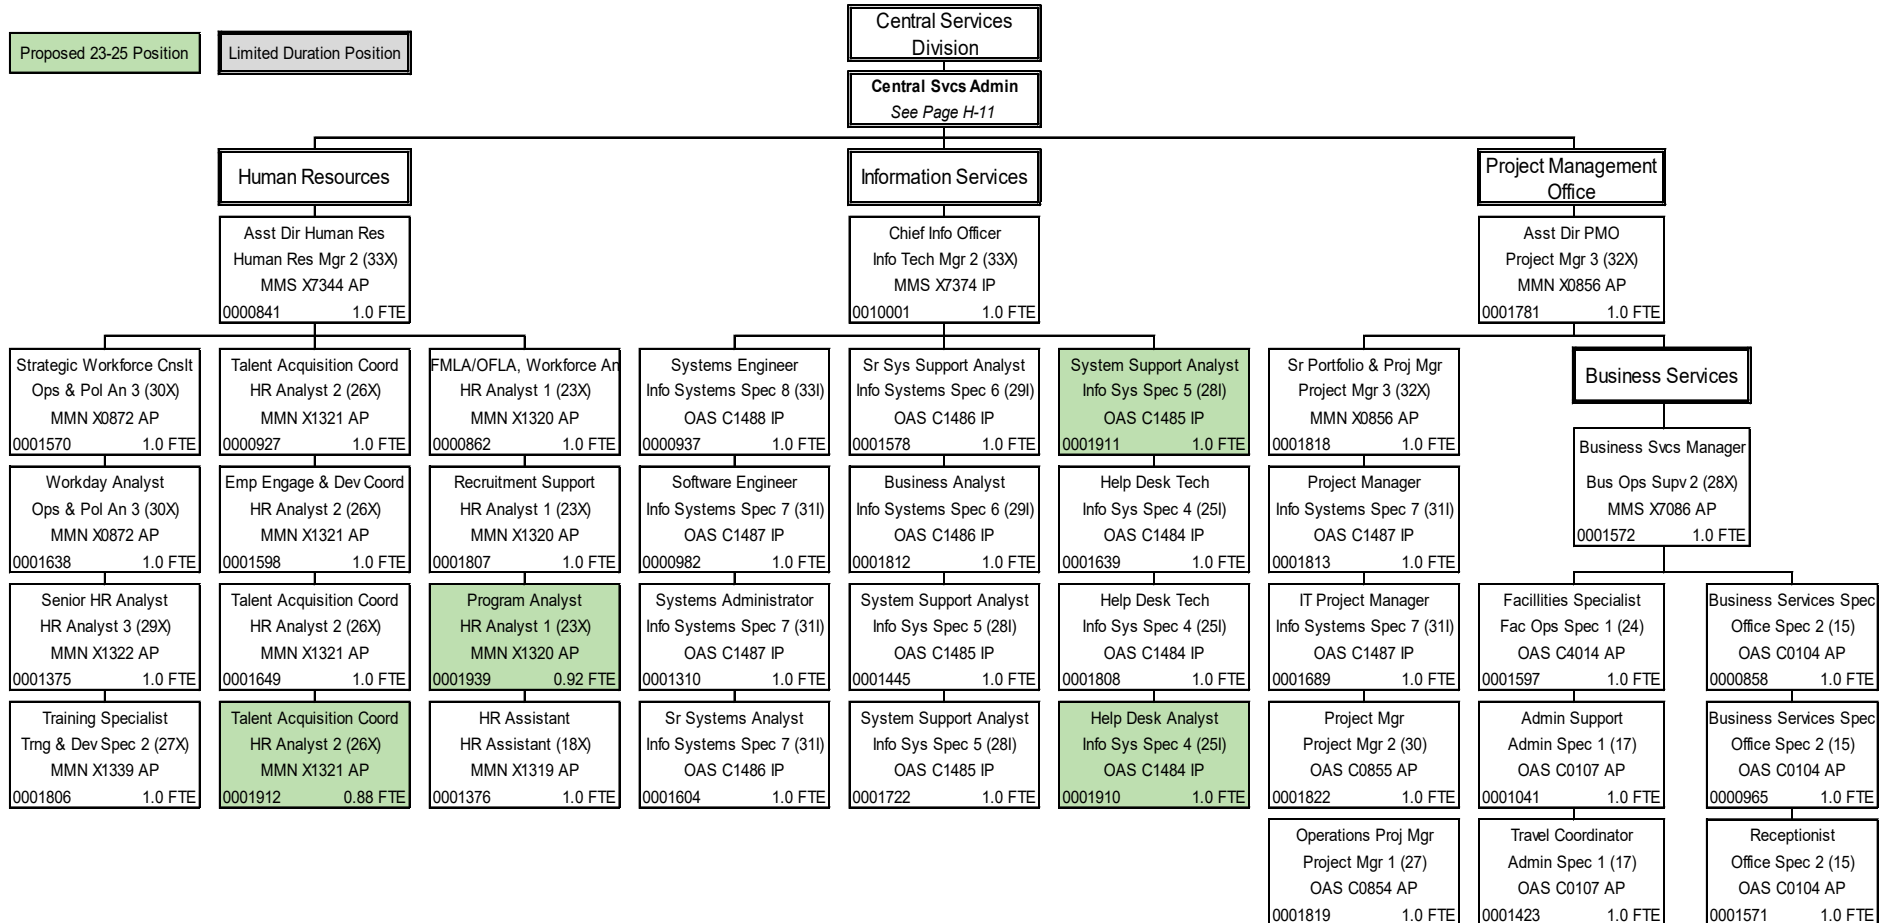 Central Services
Division
Proposed 23-25 Position
Limited Duration Position
Central Svcs Admin
See Page H-11
Human Resources
Information Services
Project Management
Office
Asst Dir Human Res
Human Res Mgr 2 (33X)
MMS X7344 AP
0000841 1.0 FTE
Chief Info Officer
Info Tech Mgr 2 (33X)
MMS X7374 IP
0010001 1.0 FTE
Asst Dir PMO
Project Mgr 3 (32X)
MMN X0856 AP
0001781 1.0 FTE
Strategic Workforce Cnslt
Ops & Pol An 3 (30X)
MMN X0872 AP
0001570 1.0 FTE
Talent Acquisition Coord
HR Analyst 2 (26X)
MMN X1321 AP
0000927 1.0 FTE
FMLA/OFLA, Workforce An
HR Analyst 1 (23X)
MMN X1320 AP
0000862 1.0 FTE
Systems Engineer
Info Systems Spec 8 (33I)
OAS C1488 IP
0000937 1.0 FTE
Sr Sys Support Analyst
Info Systems Spec 6 (29I)
OAS C1486 IP
0001578 1.0 FTE
System Support Analyst
Info Sys Spec 5 (28I)
OAS C1485 IP
0001911 1.0 FTE
Sr Portfolio & Proj Mgr
Project Mgr 3 (32X)
MMN X0856 AP
0001818 1.0 FTE
Business Services
Business Svcs Manager
Bus Ops Supv 2 (28X)
MMS X7086 AP
0001572 1.0 FTE
Workday Analyst
Ops & Pol An 3 (30X)
MMN X0872 AP
0001638 1.0 FTE
Emp Engage & Dev Coord
HR Analyst 2 (26X)
MMN X1321 AP
0001598 1.0 FTE
Recruitment Support
HR Analyst 1 (23X)
MMN X1320 AP
0001807 1.0 FTE
Software Engineer
Info Systems Spec 7 (31I)
OAS C1487 IP
0000982 1.0 FTE
Business Analyst
Info Systems Spec 6 (29I)
OAS C1486 IP
0001812 1.0 FTE
Help Desk Tech
Info Sys Spec 4 (25I)
OAS C1484 IP
0001639 1.0 FTE
Project Manager
Info Systems Spec 7 (31I)
OAS C1487 IP
0001813 1.0 FTE
Senior HR Analyst
HR Analyst 3 (29X)
MMN X1322 AP
0001375 1.0 FTE
Talent Acquisition Coord
HR Analyst 2 (26X)
MMN X1321 AP
0001649 1.0 FTE
Program Analyst
HR Analyst 1 (23X)
MMN X1320 AP
0001939 0.92 FTE
Systems Administrator
Info Systems Spec 7 (31I)
OAS C1487 IP
0001310 1.0 FTE
System Support Analyst
Info Sys Spec 5 (28I)
OAS C1485 IP
0001445 1.0 FTE
Help Desk Tech
Info Sys Spec 4 (25I)
OAS C1484 IP
0001808 1.0 FTE
IT Project Manager
Info Systems Spec 7 (31I)
OAS C1487 IP
0001689 1.0 FTE
Facillities Specialist
Fac Ops Spec 1 (24)
OAS C4014 AP
0001597 1.0 FTE
Business Services Spec
Office Spec 2 (15)
OAS C0104 AP
0000858 1.0 FTE
Training Specialist
Trng & Dev Spec 2 (27X)
MMN X1339 AP
0001806 1.0 FTE
Talent Acquisition Coord
HR Analyst 2 (26X)
MMN X1321 AP
0001912 0.88 FTE
HR Assistant
HR Assistant (18X)
MMN X1319 AP
0001376 1.0 FTE
Sr Systems Analyst
Info Systems Spec 7 (31I)
OAS C1486 IP
0001604 1.0 FTE
System Support Analyst
Info Sys Spec 5 (28I)
OAS C1485 IP
0001722 1.0 FTE
Help Desk Analyst
Info Sys Spec 4 (25I)
OAS C1484 IP
0001910 1.0 FTE
Project Mgr
Project Mgr 2 (30)
OAS C0855 AP
0001822 1.0 FTE
Admin Support
Admin Spec 1 (17)
OAS C0107 AP
0001041 1.0 FTE
Business Services Spec
Office Spec 2 (15)
OAS C0104 AP
0000965 1.0 FTE
Operations Proj Mgr
Project Mgr 1 (27)
OAS C0854 AP
0001819 1.0 FTE
Travel Coordinator
Admin Spec 1 (17)
OAS C0107 AP
0001423 1.0 FTE
Receptionist
Office Spec 2 (15)
OAS C0104 AP
0001571 1.0 FTE